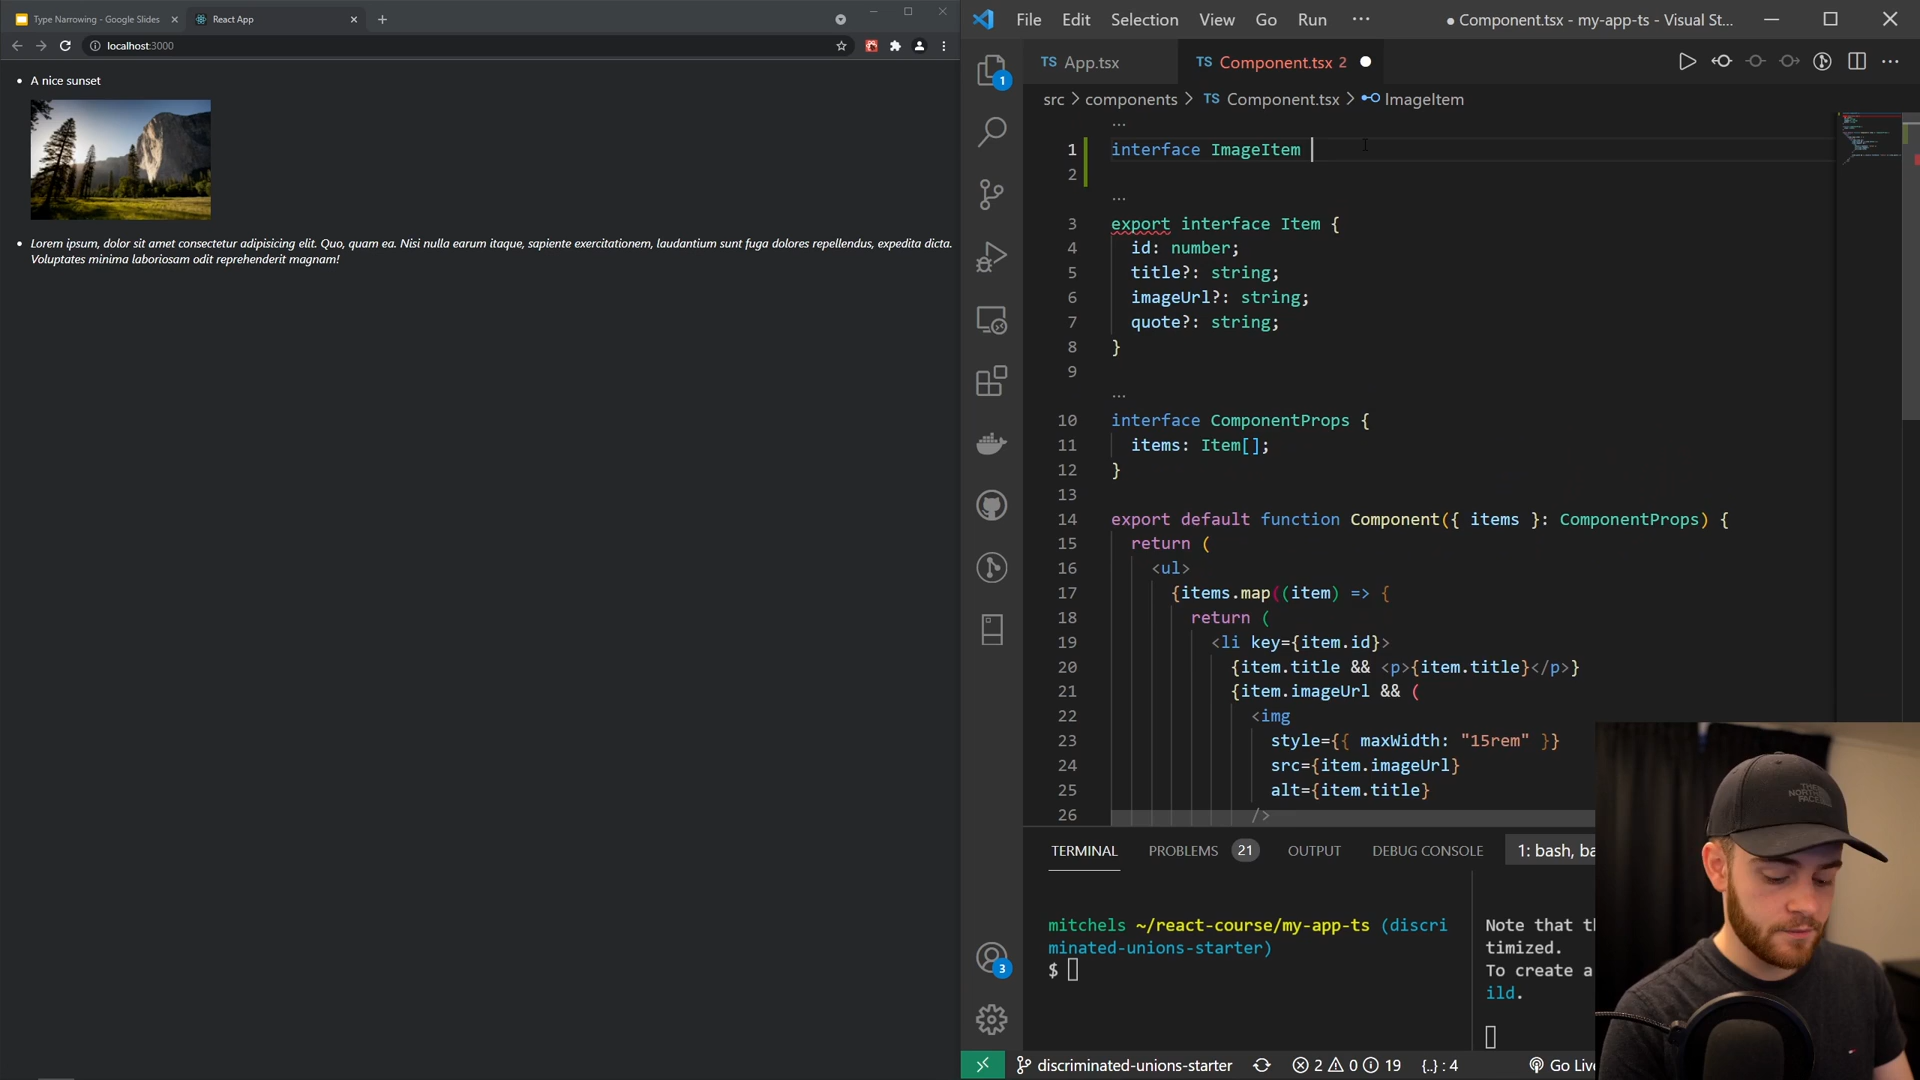 Type Narrowing - Google Slides
React App
localhost:3000
A nice sunset
Lorem ipsum, dolor sit amet consectetur adipisicing elit. Quo, quam ea. Nisi nulla earum itaque, sapiente exercitationem, laudantium sunt fuga dolores repellendus, expedita dicta.
Voluptates minima laboriosam odit reprehenderit magnam!
File Edit Selection View Go Run ···
● Component.tsx - my-app-ts - Visual St...
TS App.tsx
TS Component.tsx 2
src > components > TS Component.tsx > ImageItem
...
1 interface ImageItem
2
...
3 export interface Item {
4 id: number;
5 title?: string;
6 imageUrl?: string;
7 quote?: string;
8 }
9
...
10 interface ComponentProps {
11 items: Item[];
12 }
13
14 export default function Component({ items }: ComponentProps) {
15 return (
16 <ul>
17 {items.map((item) => {
18 return (
19 <li key={item.id}>
20 {item.title && <p>{item.title}</p>}
21 {item.imageUrl && (
22 <img
23 style={{ maxWidth: "15rem" }}
24 src={item.imageUrl}
25 alt={item.title}
26 />
1
3
TERMINAL PROBLEMS 21 OUTPUT DEBUG CONSOLE 1: bash, ba
mitchels ~/react-course/my-app-ts (discri
minated-unions-starter)
$
Note that th
timized.
To create a
ild.
THE NORTH FACE
discriminated-unions-starter 2 0 19 {..} : 4 Go Live